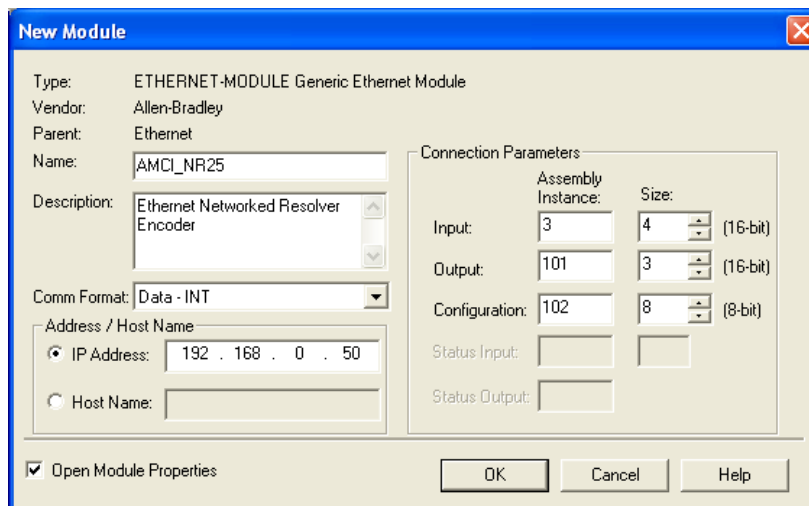 New Module
Type: ETHERNET-MODULE Generic Ethernet Module
Vendor: Allen-Bradley
Parent: Ethernet
Name: AMCI_NR25
Description: Ethernet Networked Resolver
Encoder
Comm Format: Data - INT
Address / Host Name
IP Address: 192 . 168 . 0 . 50
Host Name:
Connection Parameters
Assembly
Instance: Size:
Input: 3 4 (16-bit)
Output: 101 3 (16-bit)
Configuration: 102 8 (8-bit)
Status Input:
Status Output:
Open Module Properties
OK Cancel Help